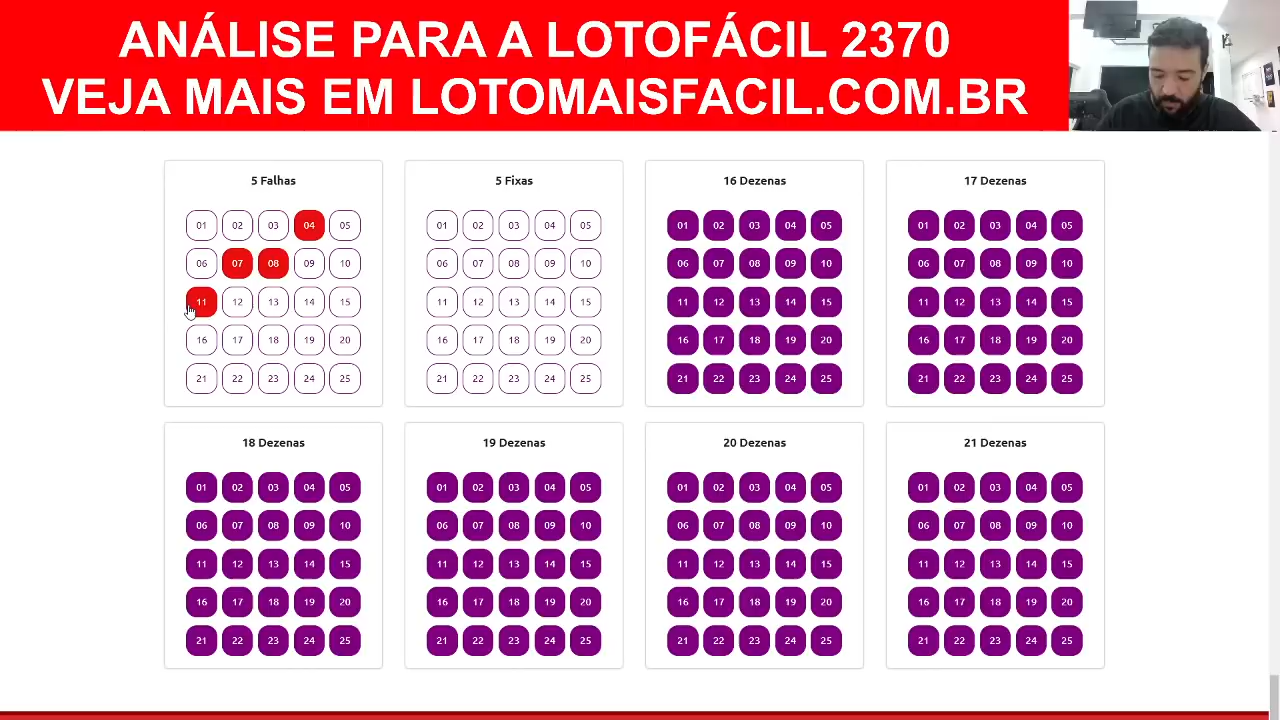 ANÁLISE PARA A LOTOFÁCIL 2370
VEJA MAIS EM LOTOMAISFACIL.COM.BR
5 Falhas
01 02 03 04 05
06 07 08 09 10
11 12 13 14 15
16 17 18 19 20
21 22 23 24 25
5 Fixas
01 02 03 04 05
06 07 08 09 10
11 12 13 14 15
16 17 18 19 20
21 22 23 24 25
16 Dezenas
01 02 03 04 05
06 07 08 09 10
11 12 13 14 15
16 17 18 19 20
21 22 23 24 25
17 Dezenas
01 02 03 04 05
06 07 08 09 10
11 12 13 14 15
16 17 18 19 20
21 22 23 24 25
18 Dezenas
01 02 03 04 05
06 07 08 09 10
11 12 13 14 15
16 17 18 19 20
21 22 23 24 25
19 Dezenas
01 02 03 04 05
06 07 08 09 10
11 12 13 14 15
16 17 18 19 20
21 22 23 24 25
20 Dezenas
01 02 03 04 05
06 07 08 09 10
11 12 13 14 15
16 17 18 19 20
21 22 23 24 25
21 Dezenas
01 02 03 04 05
06 07 08 09 10
11 12 13 14 15
16 17 18 19 20
21 22 23 24 25